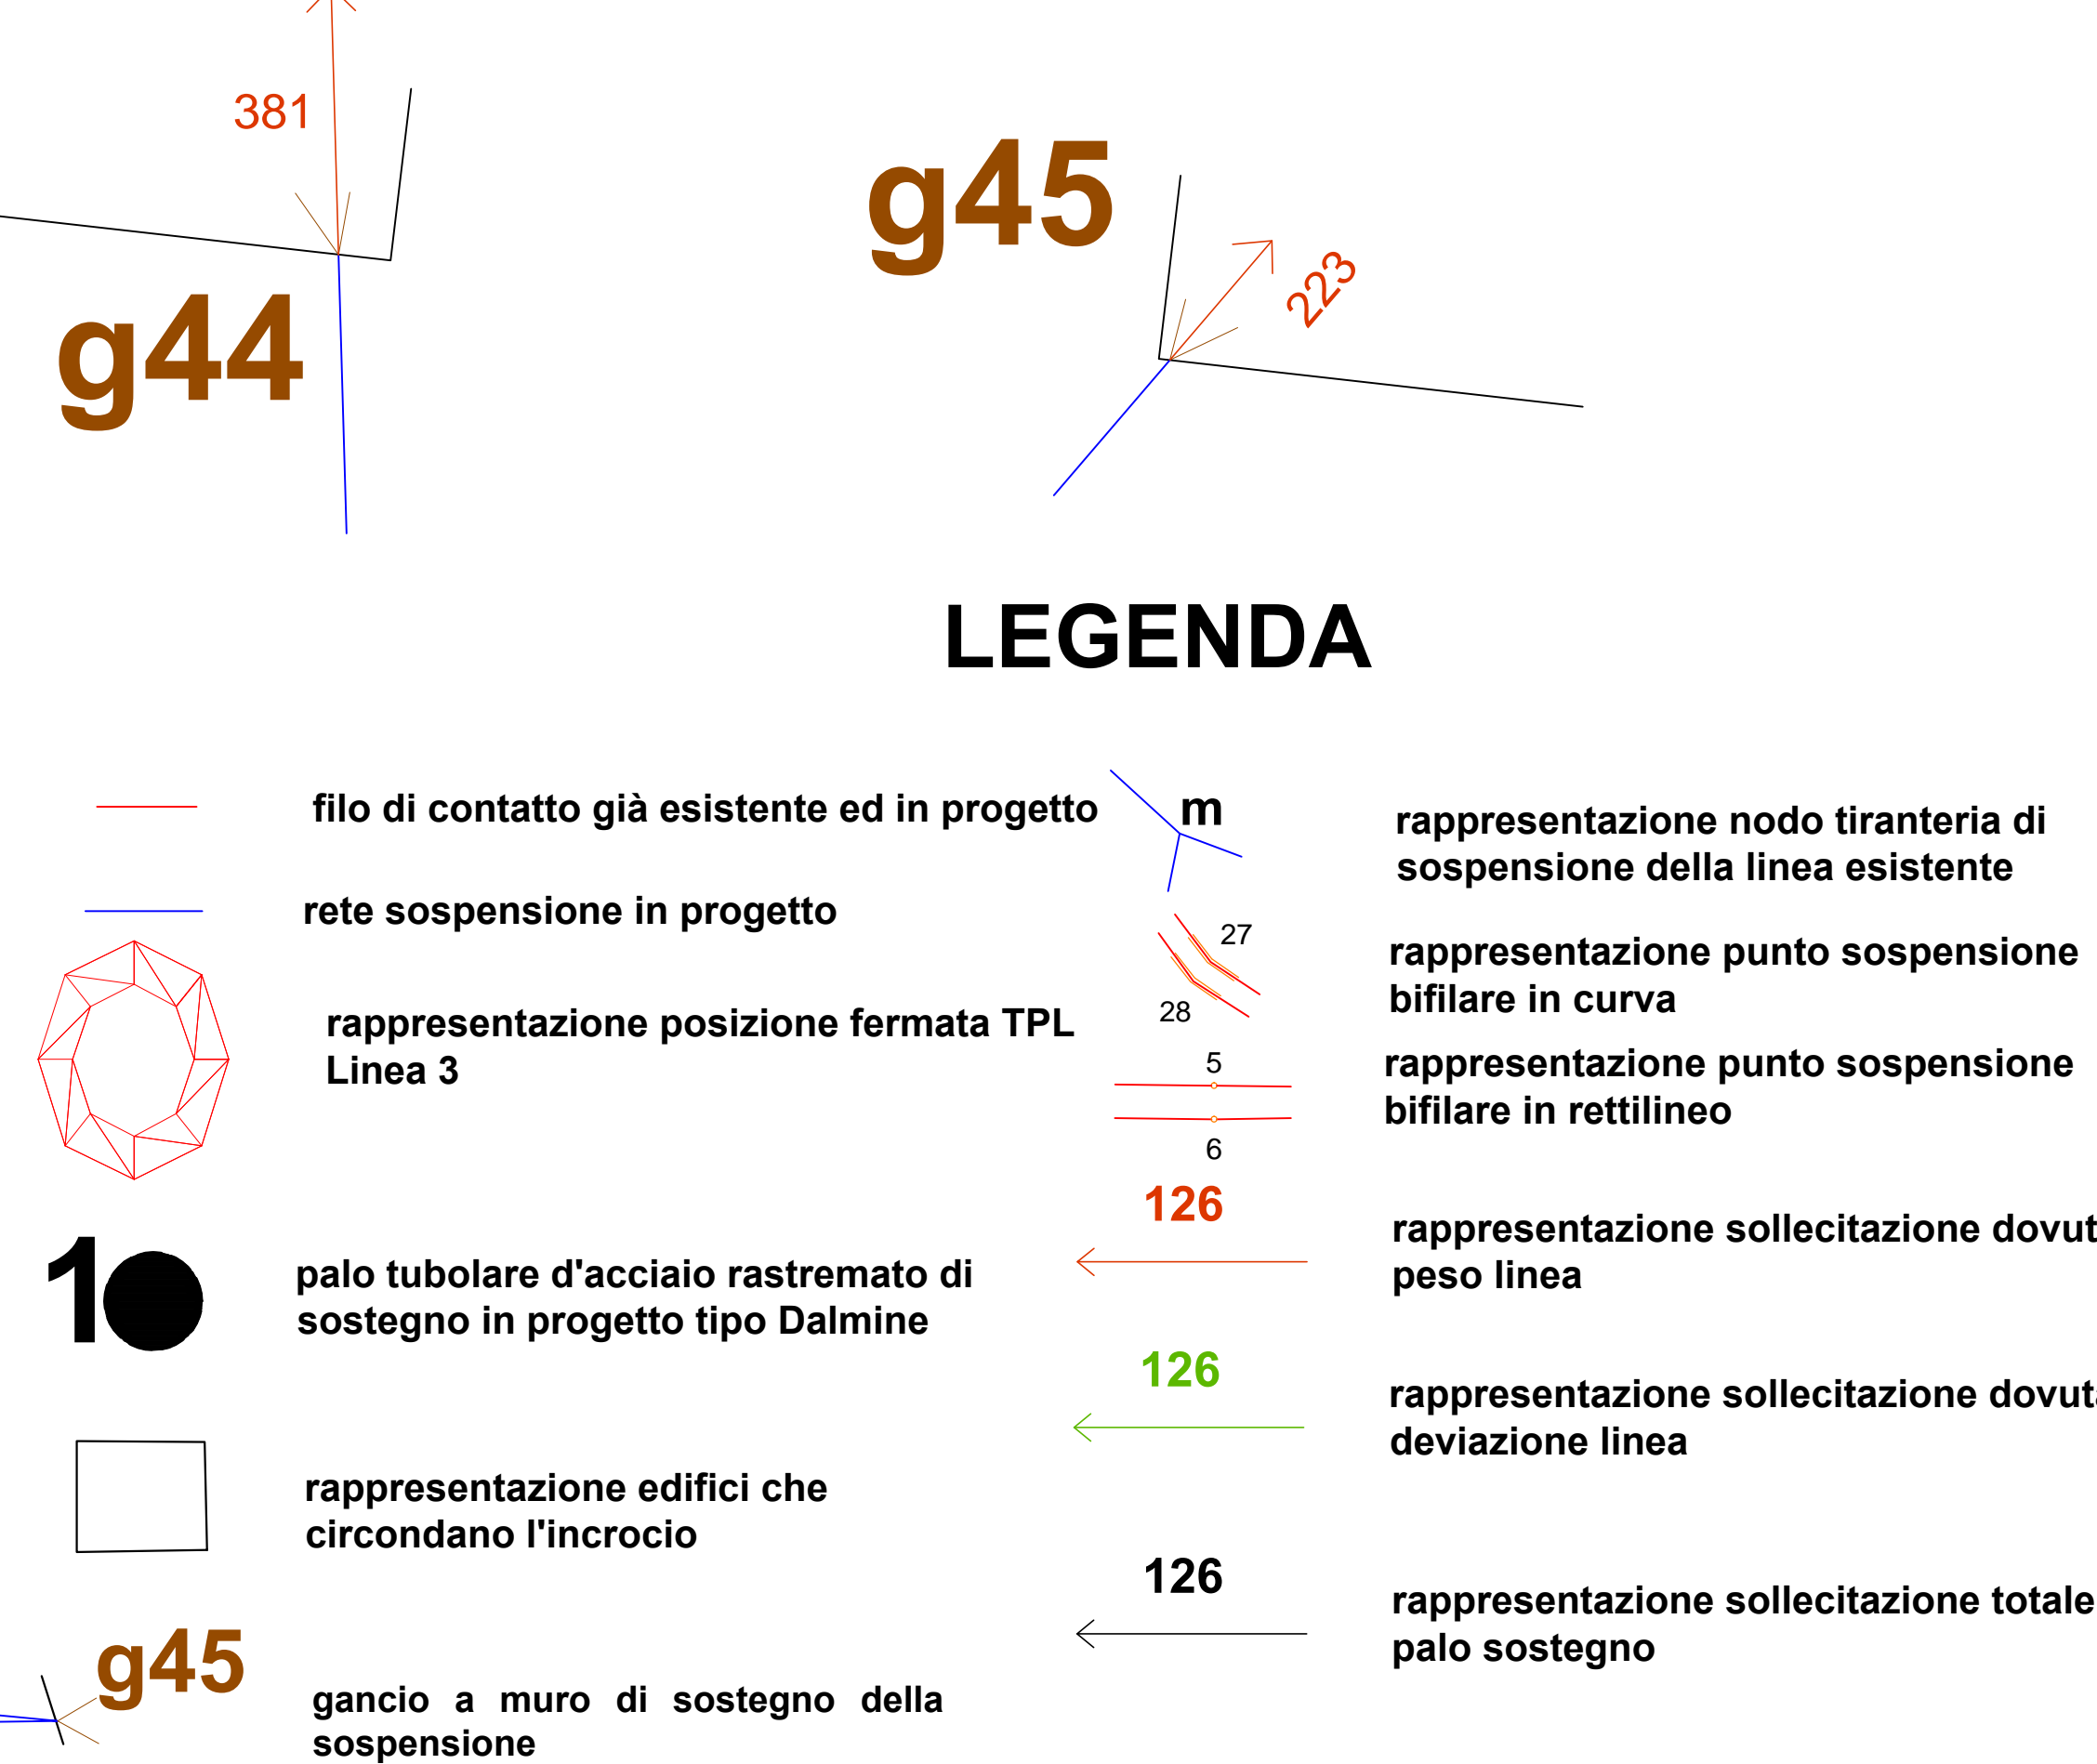 381
g45
223
g44
LEGENDA
filo di contatto già esistente ed in progetto
rete sospensione in progetto
rappresentazione posizione fermata TPL
Linea 3
1
palo tubolare d'acciaio rastremato di
sostegno in progetto tipo Dalmine
rappresentazione edifici che
circondano l'incrocio
g45
gancio a muro di sostegno della
sospensione
m
rappresentazione nodo tiranteria di
sospensione della linea esistente
27
28
rappresentazione punto sospensione
bifilare in curva
5
6
rappresentazione punto sospensione
bifilare in rettilineo
126
rappresentazione sollecitazione
peso linea
126
rappresentazione sollecitazione
deviazione linea
126
rappresentazione sollecitazione totale
palo sostegno